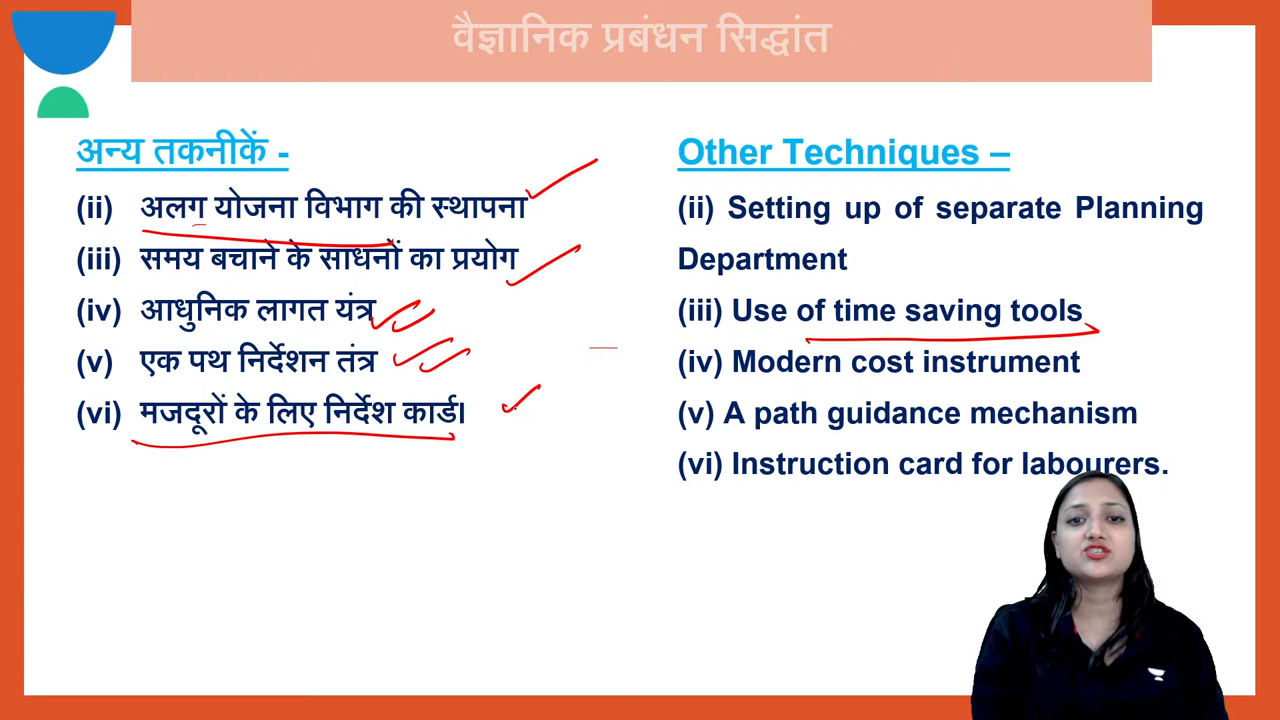 वैज्ञानिक प्रबंधन सिद्धांत
अन्य तकनीकें -
(ii) अलग योजना विभाग की स्थापना
(iii) समय बचाने के साधनों का प्रयोग
(iv) आधुनिक लागत यंत्र
(v) एक पथ निर्देशन तंत्र
(vi) मजदूरों के लिए निर्देश कार्ड।
Other Techniques –
(ii) Setting up of separate Planning
Department
(iii) Use of time saving tools
(iv) Modern cost instrument
(v) A path guidance mechanism
(vi) Instruction card for labourers.